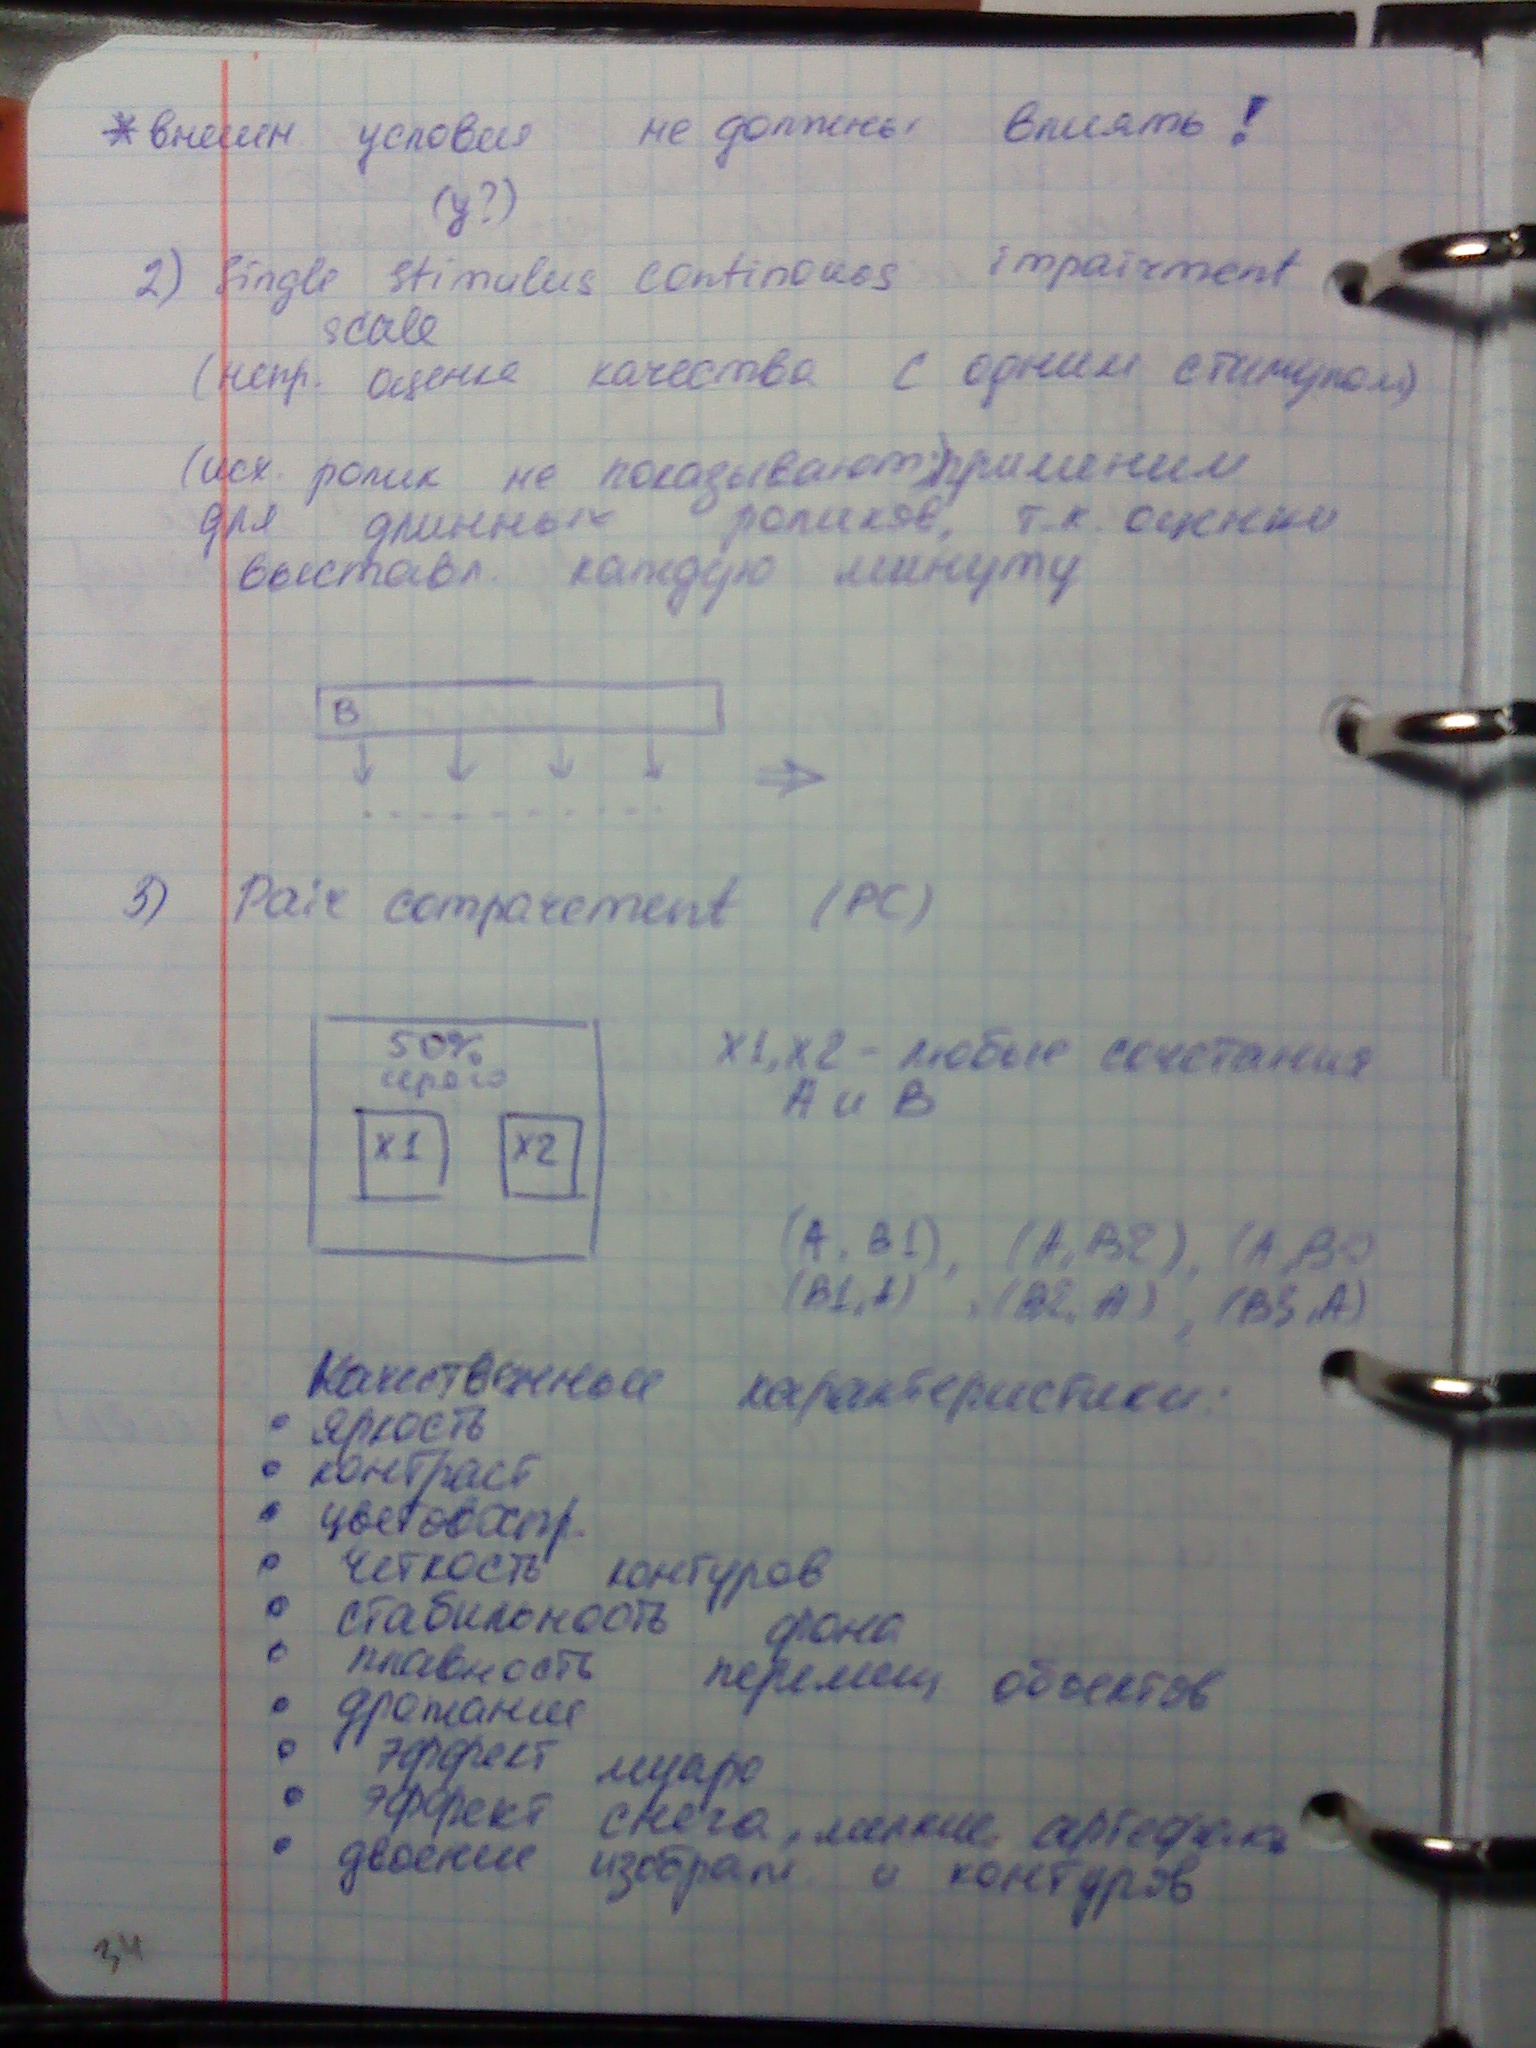 * внешн. условия не должны влиять!
(у?)
2) Single stimulus continouos impairment
scale
(непр. оценка качества с одним стимулом)
(исх. ролик не показывают) применим
для длинных роликов, т.к. оценки
выставл. каждую минуту
B
3) Pair comparement (PC)
50%
серого
X1 X2
X1, X2 - любые сочетания
A и B
(A, B1), (A, B2), (A, B3
(B1, A), (B2, A), (B3, A)
Качественные характеристики:
• яркость
• контраст
• цветовоспр.
• четкость контуров
• стабильность фона
• плавность перемещ. объектов
• дрожание
• эффект муара
• эффект снега, мелкие артефакты
• двоение изображ. и контуров
34